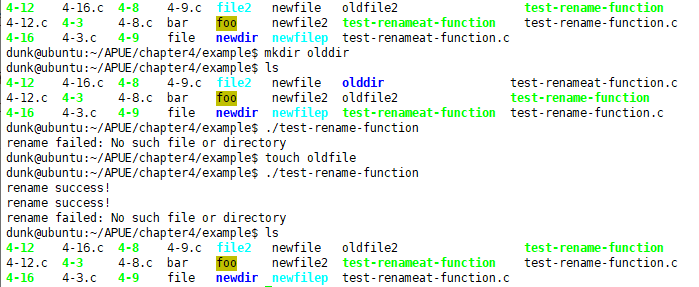 4-12 4-16.c 4-8 4-9.c file2 newfile oldfile2 test-rename-function
4-12.c 4-3 4-8.c bar foo newfile2 test-renameat-function test-rename-function.c
4-16 4-3.c 4-9 file newdir newfilep test-renameat-function.c
dunk@ubuntu:~/APUE/chapter4/example$ mkdir olddir
dunk@ubuntu:~/APUE/chapter4/example$ ls
4-12 4-16.c 4-8 4-9.c file2 newfile olddir test-renameat-function
4-12.c 4-3 4-8.c bar foo newfile2 oldfile2 test-rename-function
4-16 4-3.c 4-9 file newdir newfilep test-renameat-function.c test-rename-function.c
dunk@ubuntu:~/APUE/chapter4/example$ ./test-rename-function
rename failed: No such file or directory
dunk@ubuntu:~/APUE/chapter4/example$ touch oldfile
dunk@ubuntu:~/APUE/chapter4/example$ ./test-rename-function
rename success!
rename success!
rename failed: No such file or directory
dunk@ubuntu:~/APUE/chapter4/example$ ls
4-12 4-16.c 4-8 4-9.c file2 newfile oldfile2 test-rename-function
4-12.c 4-3 4-8.c bar foo newfile2 test-renameat-function test-rename-function.c
4-16 4-3.c 4-9 file newdir newfilep test-renameat-function.c